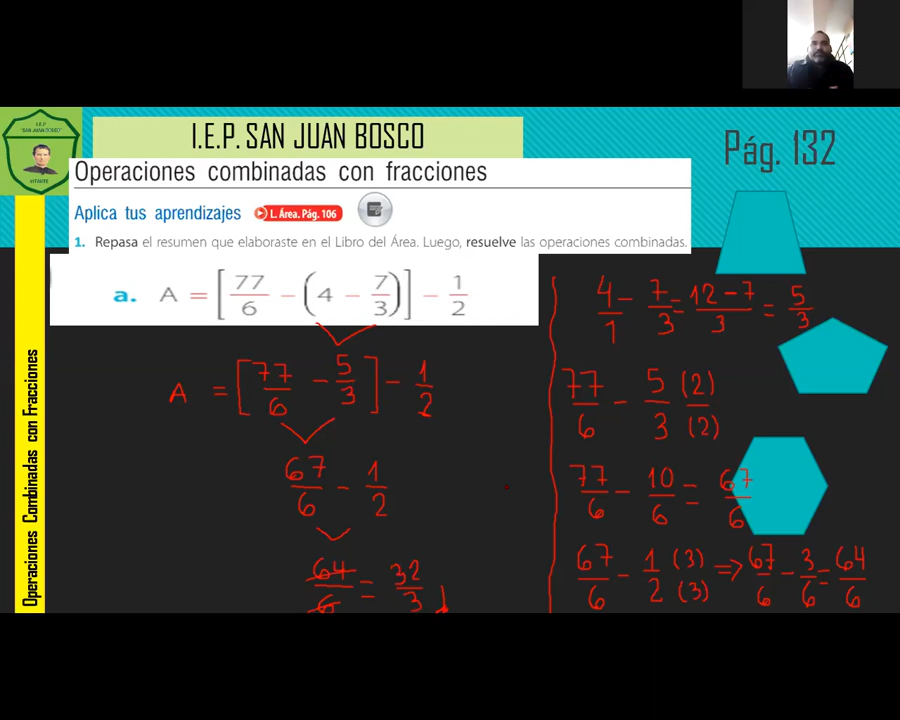 I.E.P
"SAN JUAN BOSCO"
VITARTE
I.E.P. SAN JUAN BOSCO
Pág. 132
Operaciones combinadas con fracciones
Aplica tus aprendizajes L. Área. Pág. 106
1. Repasa el resumen que elaboraste en el Libro del Área. Luego, resuelve las operaciones combinadas.
a. A = [77/6 − (4 − 7/3)] − 1/2
A = [77/6 − 5/3] − 1/2
67/6 − 1/2
64/6 = 32/3
4/1 − 7/3 = 12 − 7/3 = 5/3
77/6 − 5/3 (2)/(2)
77/6 − 10/6 = 67/6
67/6 − 1/2 (3)/(3) => 67/6 − 3/6 = 64/6
Operaciones Combinadas con Fracciones